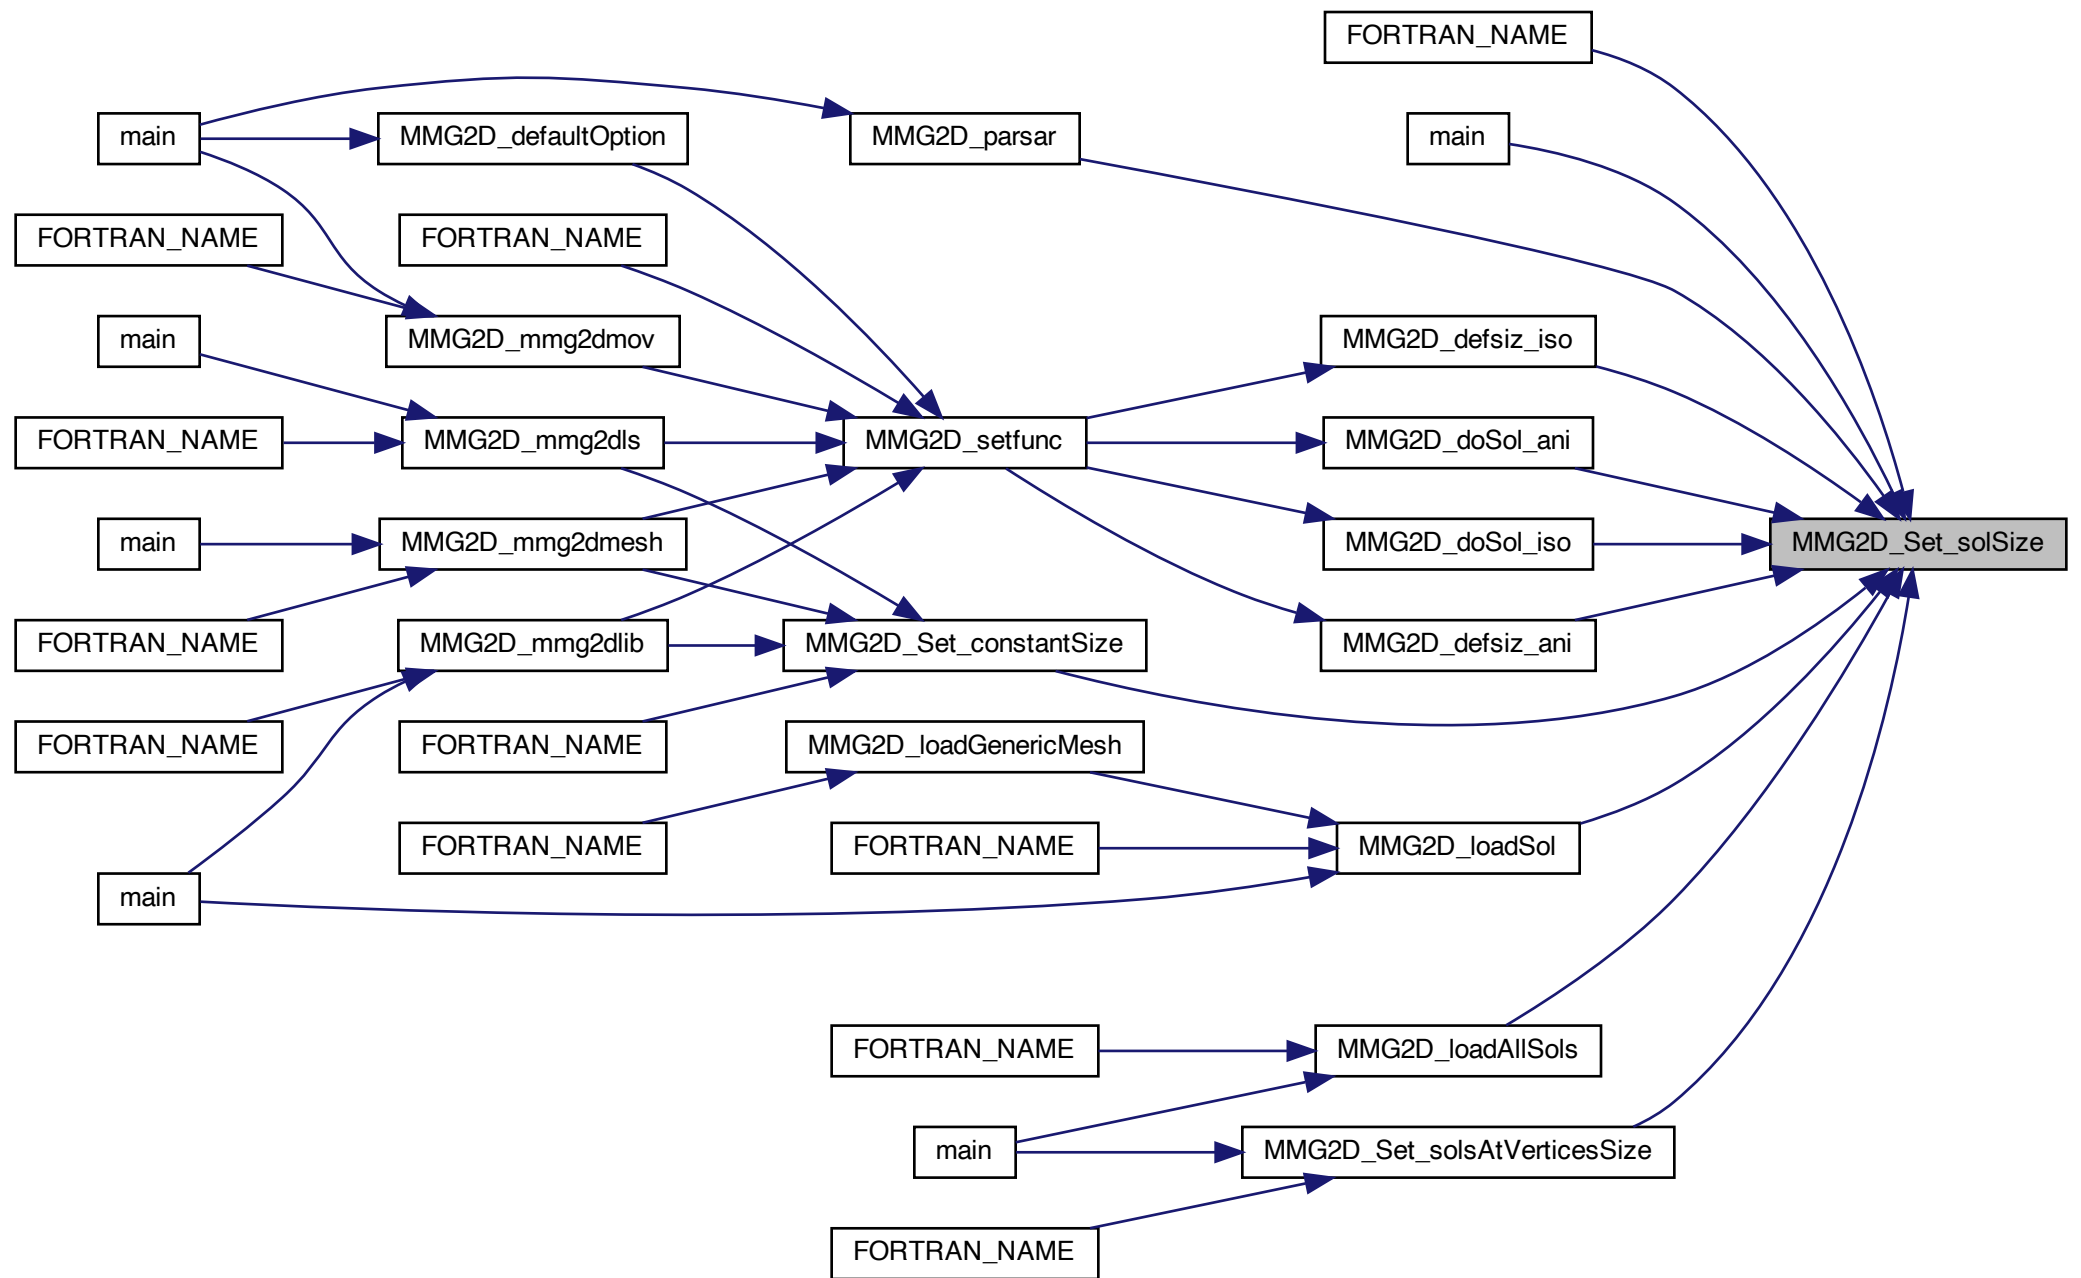 FORTRAN_NAME
main
MMG2D_defaultOption
MMG2D_parsar
main
FORTRAN_NAME
FORTRAN_NAME
main
MMG2D_mmg2dmov
MMG2D_defsiz_iso
FORTRAN_NAME
MMG2D_mmg2dls
MMG2D_setfunc
MMG2D_doSol_ani
main
MMG2D_mmg2dmesh
MMG2D_doSol_iso
MMG2D_Set_solSize
FORTRAN_NAME
MMG2D_mmg2dlib
MMG2D_Set_constantSize
MMG2D_defsiz_ani
FORTRAN_NAME
FORTRAN_NAME
MMG2D_loadGenericMesh
FORTRAN_NAME
FORTRAN_NAME
MMG2D_loadSol
main
FORTRAN_NAME
MMG2D_loadAllSols
main
MMG2D_Set_solsAtVerticesSize
FORTRAN_NAME